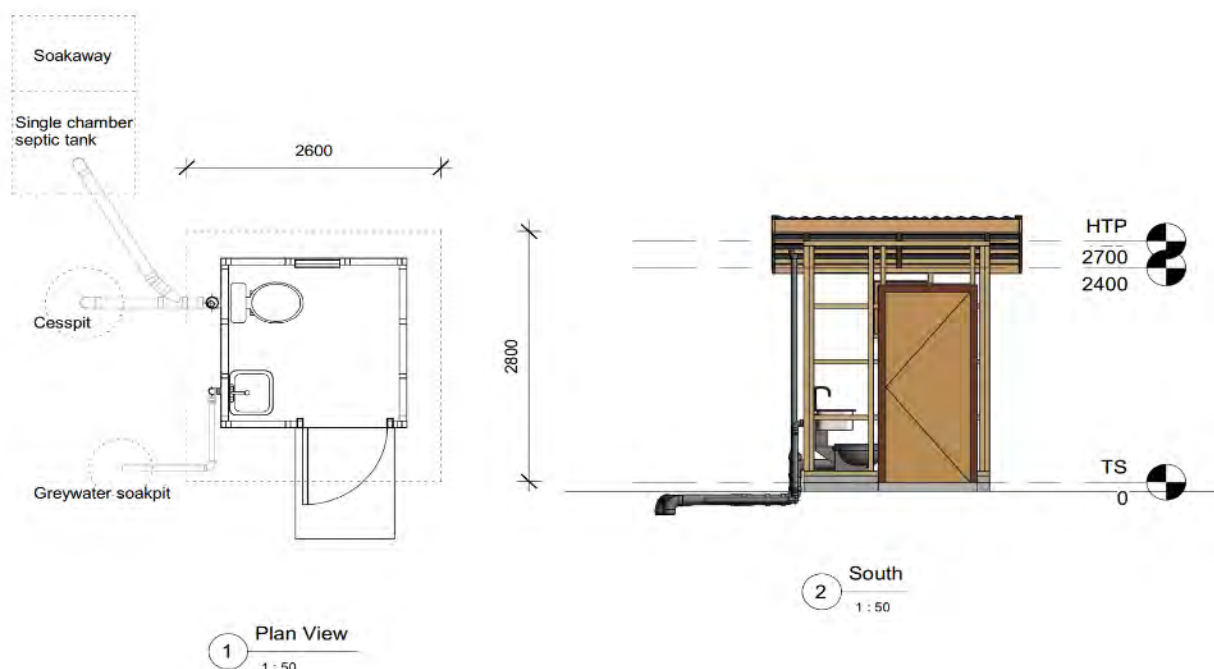 Soakaway
Single chamber
septic tank
2600
Cesspit
2800
Greywater soakpit
1
Plan View
1 : 50
HTP
2700
2400
TS
0
2
South
1 : 50